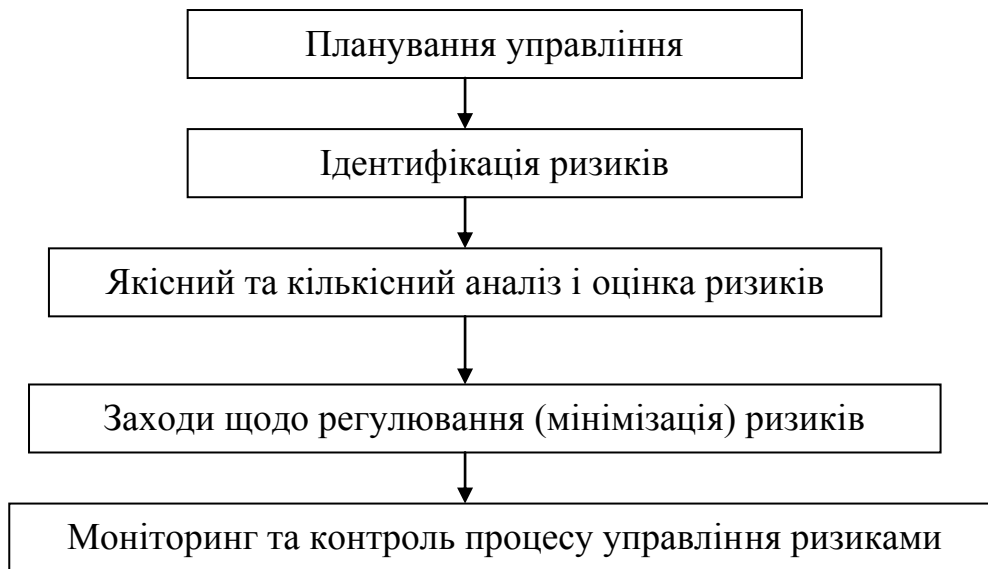 Планування управління
Ідентифікація ризиків
Якісний та кількісний аналіз і оцінка ризиків
Заходи щодо регулювання (мінімізація) ризиків
Моніторинг та контроль процесу управління ризиками